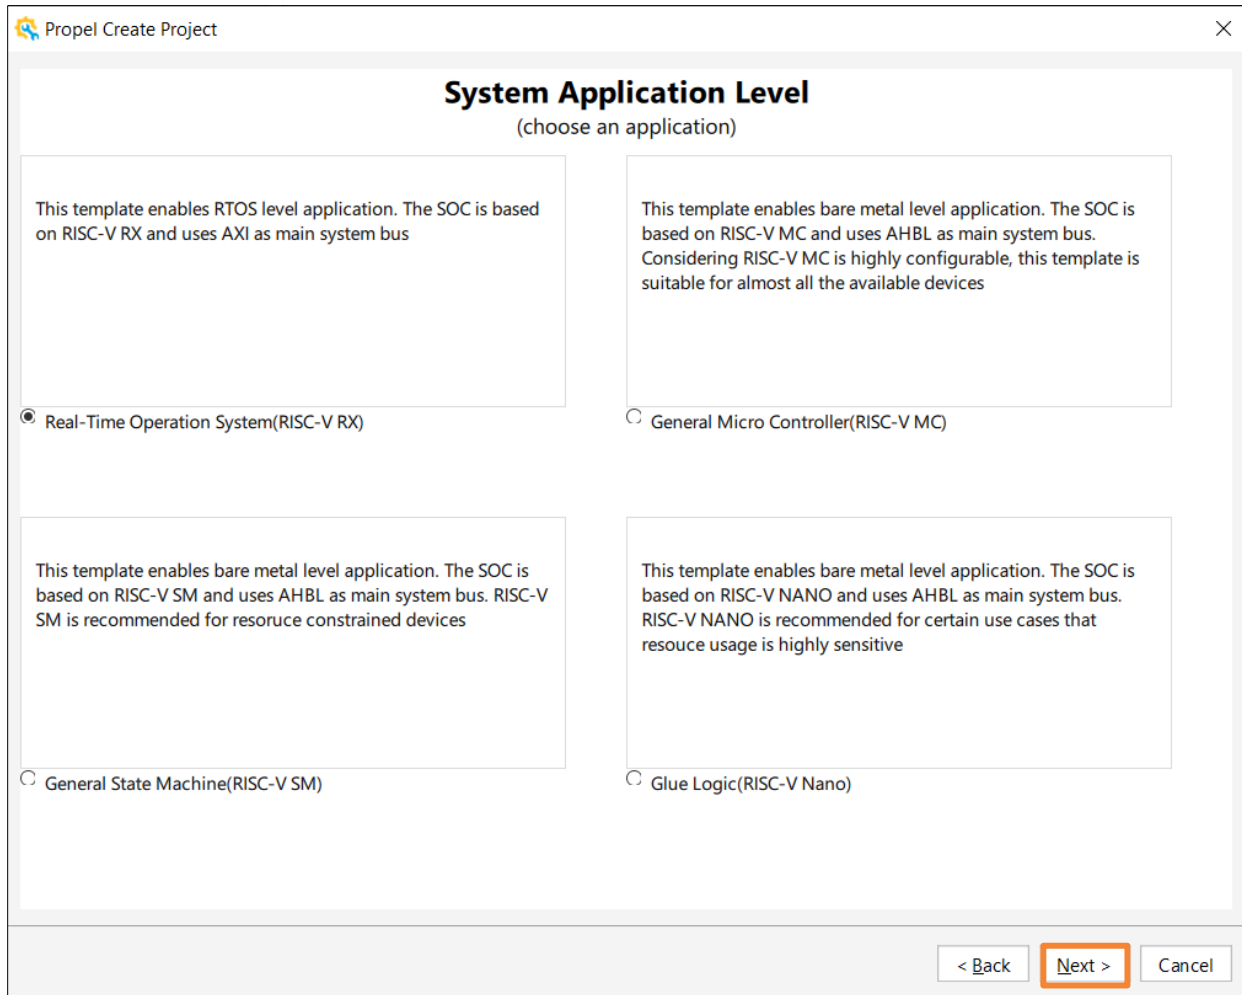 Propel Create Project
System Application Level
(choose an application)
This template enables RTOS level application. The SOC is based
on RISC-V RX and uses AXI as main system bus
Real-Time Operation System(RISC-V RX)
This template enables bare metal level application. The SOC is
based on RISC-V MC and uses AHBL as main system bus.
Considering RISC-V MC is highly configurable, this template is
suitable for almost all the available devices
General Micro Controller(RISC-V MC)
This template enables bare metal level application. The SOC is
based on RISC-V SM and uses AHBL as main system bus. RISC-V
SM is recommended for resoruce constrained devices
General State Machine(RISC-V SM)
This template enables bare metal level application. The SOC is
based on RISC-V NANO and uses AHBL as main system bus.
RISC-V NANO is recommended for certain use cases that
resouce usage is highly sensitive
Glue Logic(RISC-V Nano)
< Back
Next >
Cancel